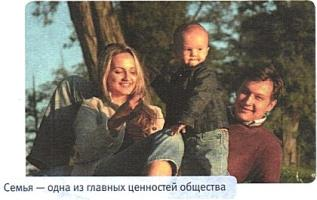 Семья — одна из главных ценностей общества